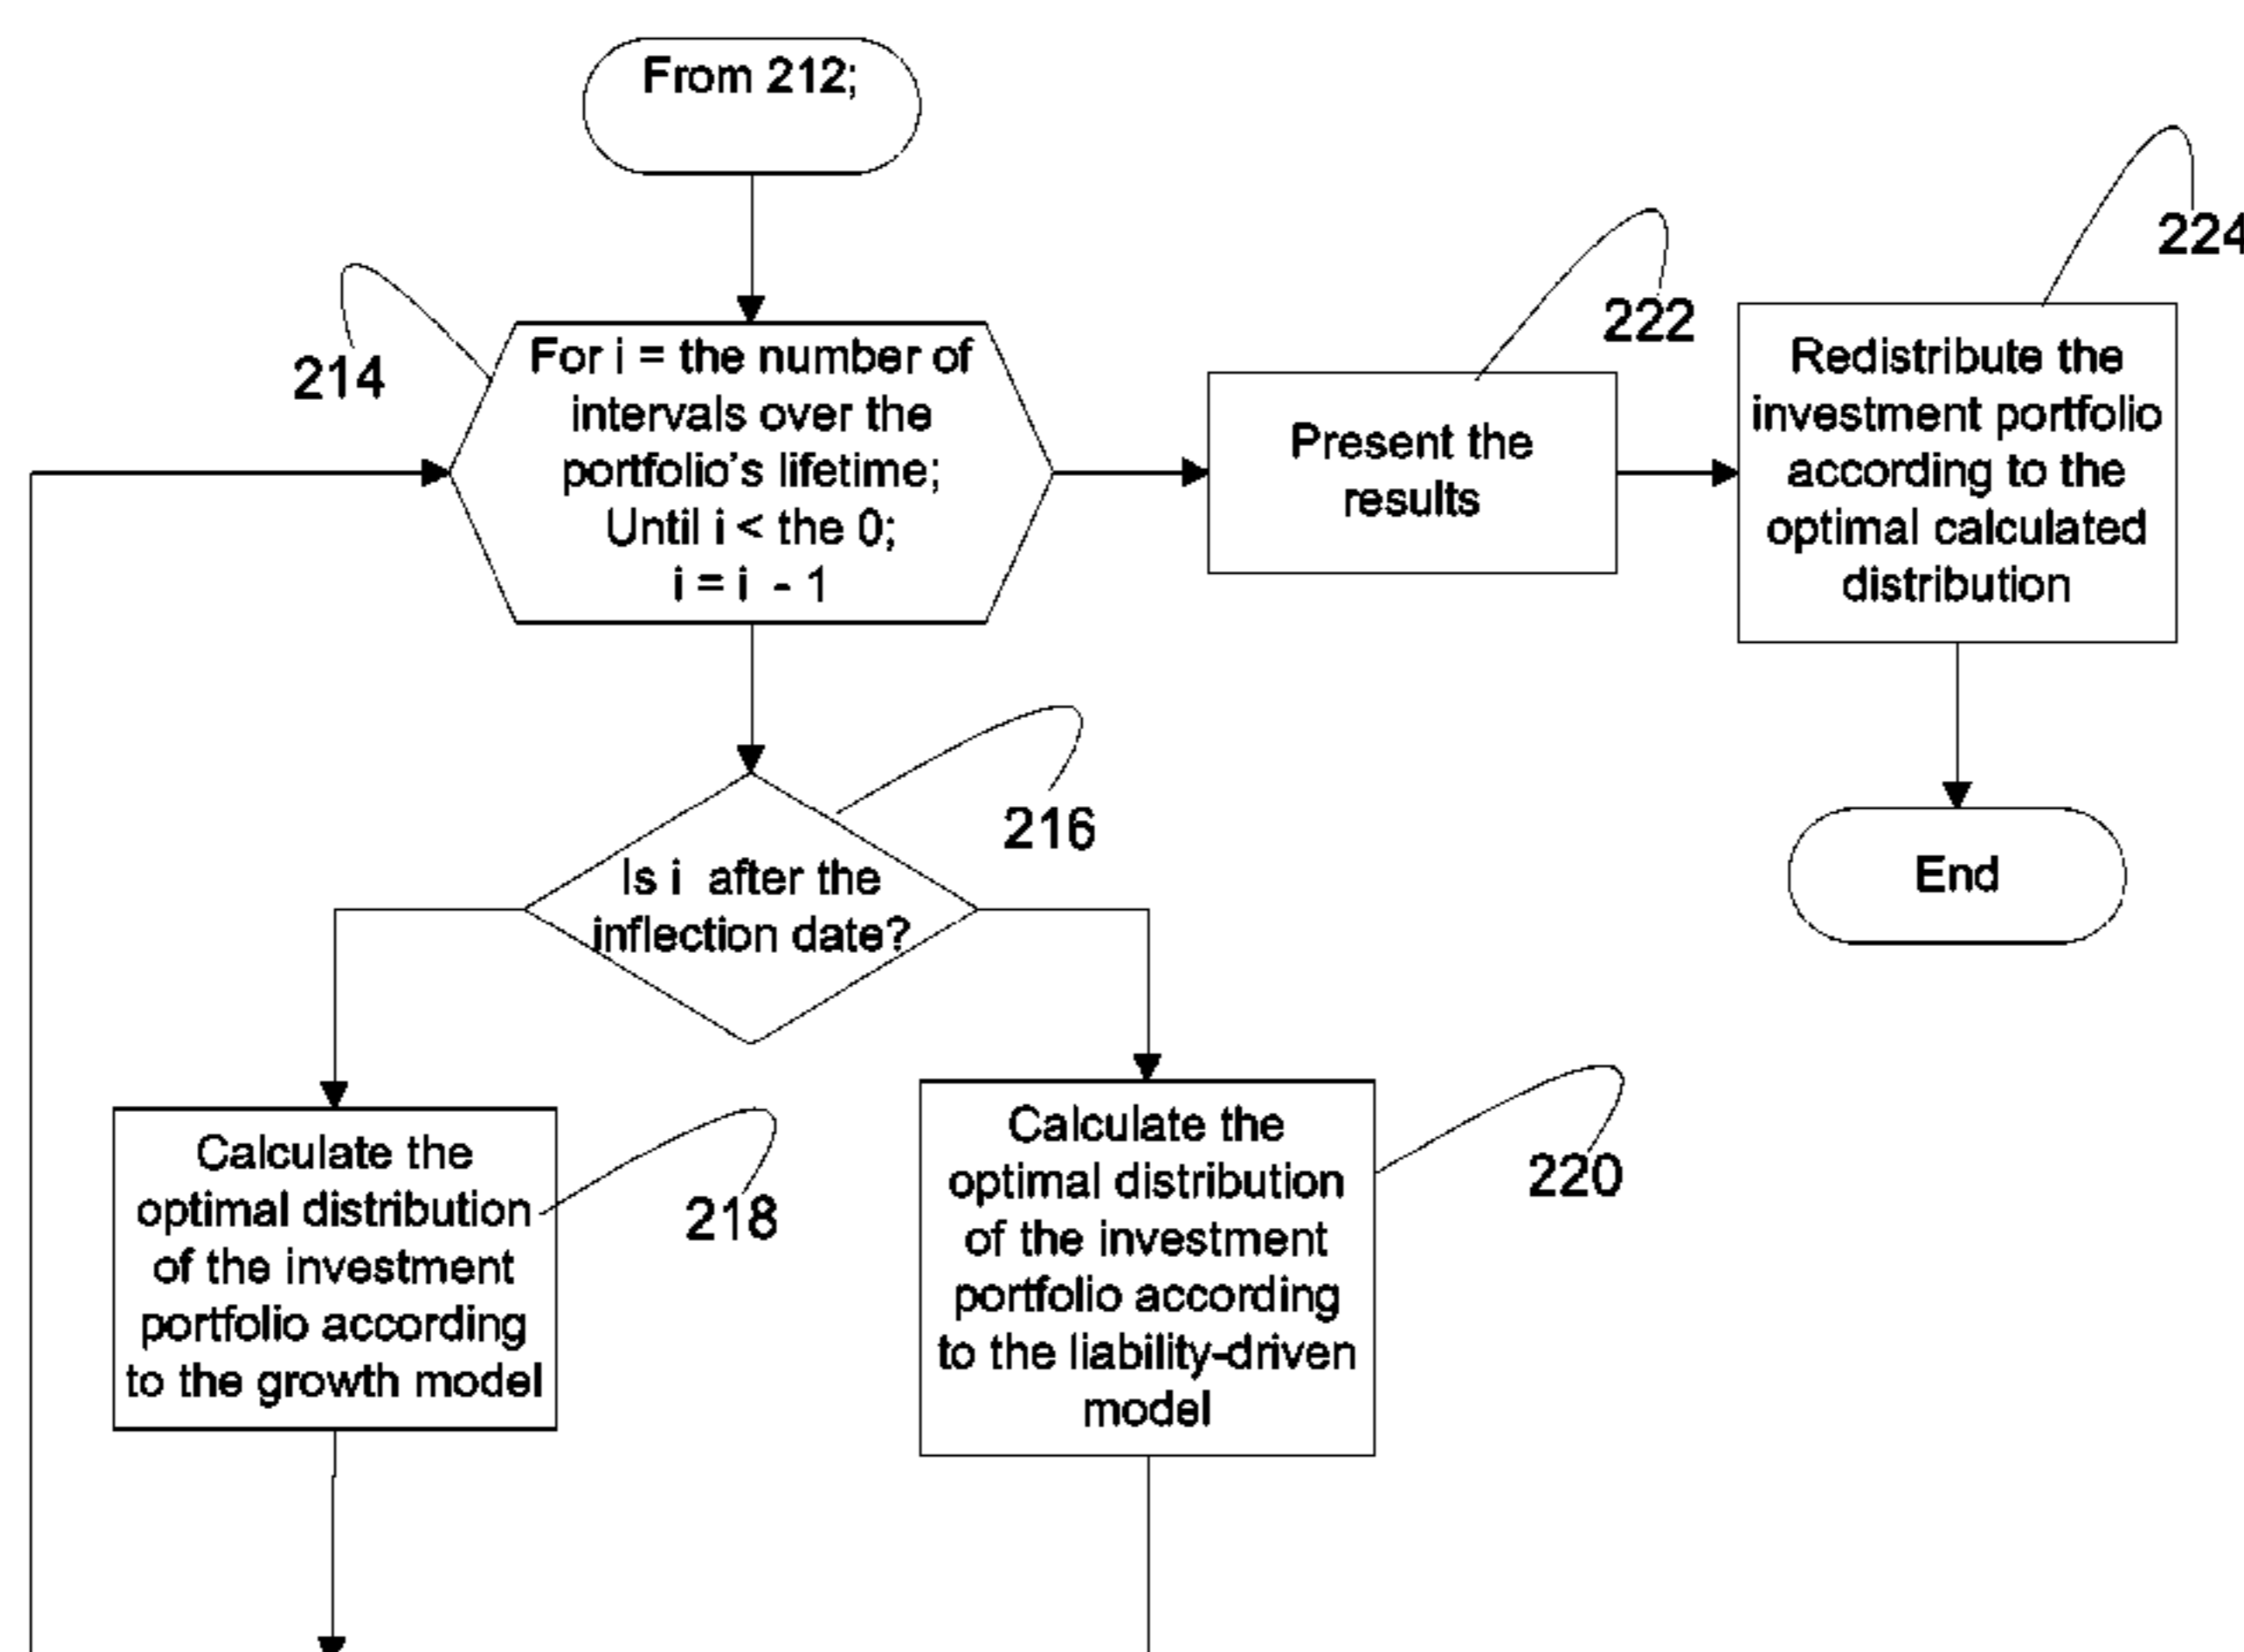 From 212;
224
222
214
For i = the number of
intervals over the
portfolio's lifetime;
Until i < the 0;
i = i - 1
Present the
results
Redistribute the
investment portfolio
according to the
optimal calculated
distribution
216
Is i after the
inflection date?
End
218
Calculate the
optimal distribution
of the investment
portfolio according
to the growth model
220
Calculate the
optimal distribution
of the investment
portfolio according
to the liability-driven
model